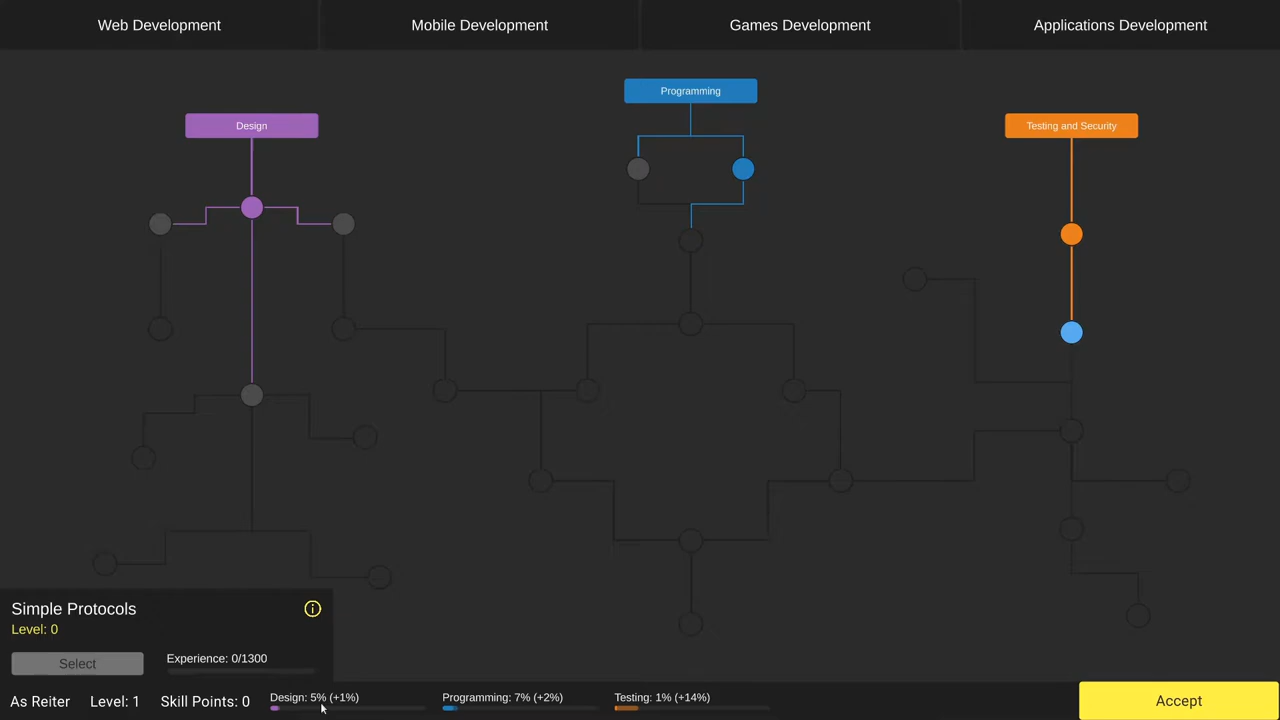 Web Development
Mobile Development
Games Development
Applications Development
Programming
Design
Testing and Security
Simple Protocols
Level: 0
Select
Experience: 0/1300
As Reiter
Level: 1
Skill Points: 0
Design: 5% (+1%)
Programming: 7% (+2%)
Testing: 1% (+14%)
Accept